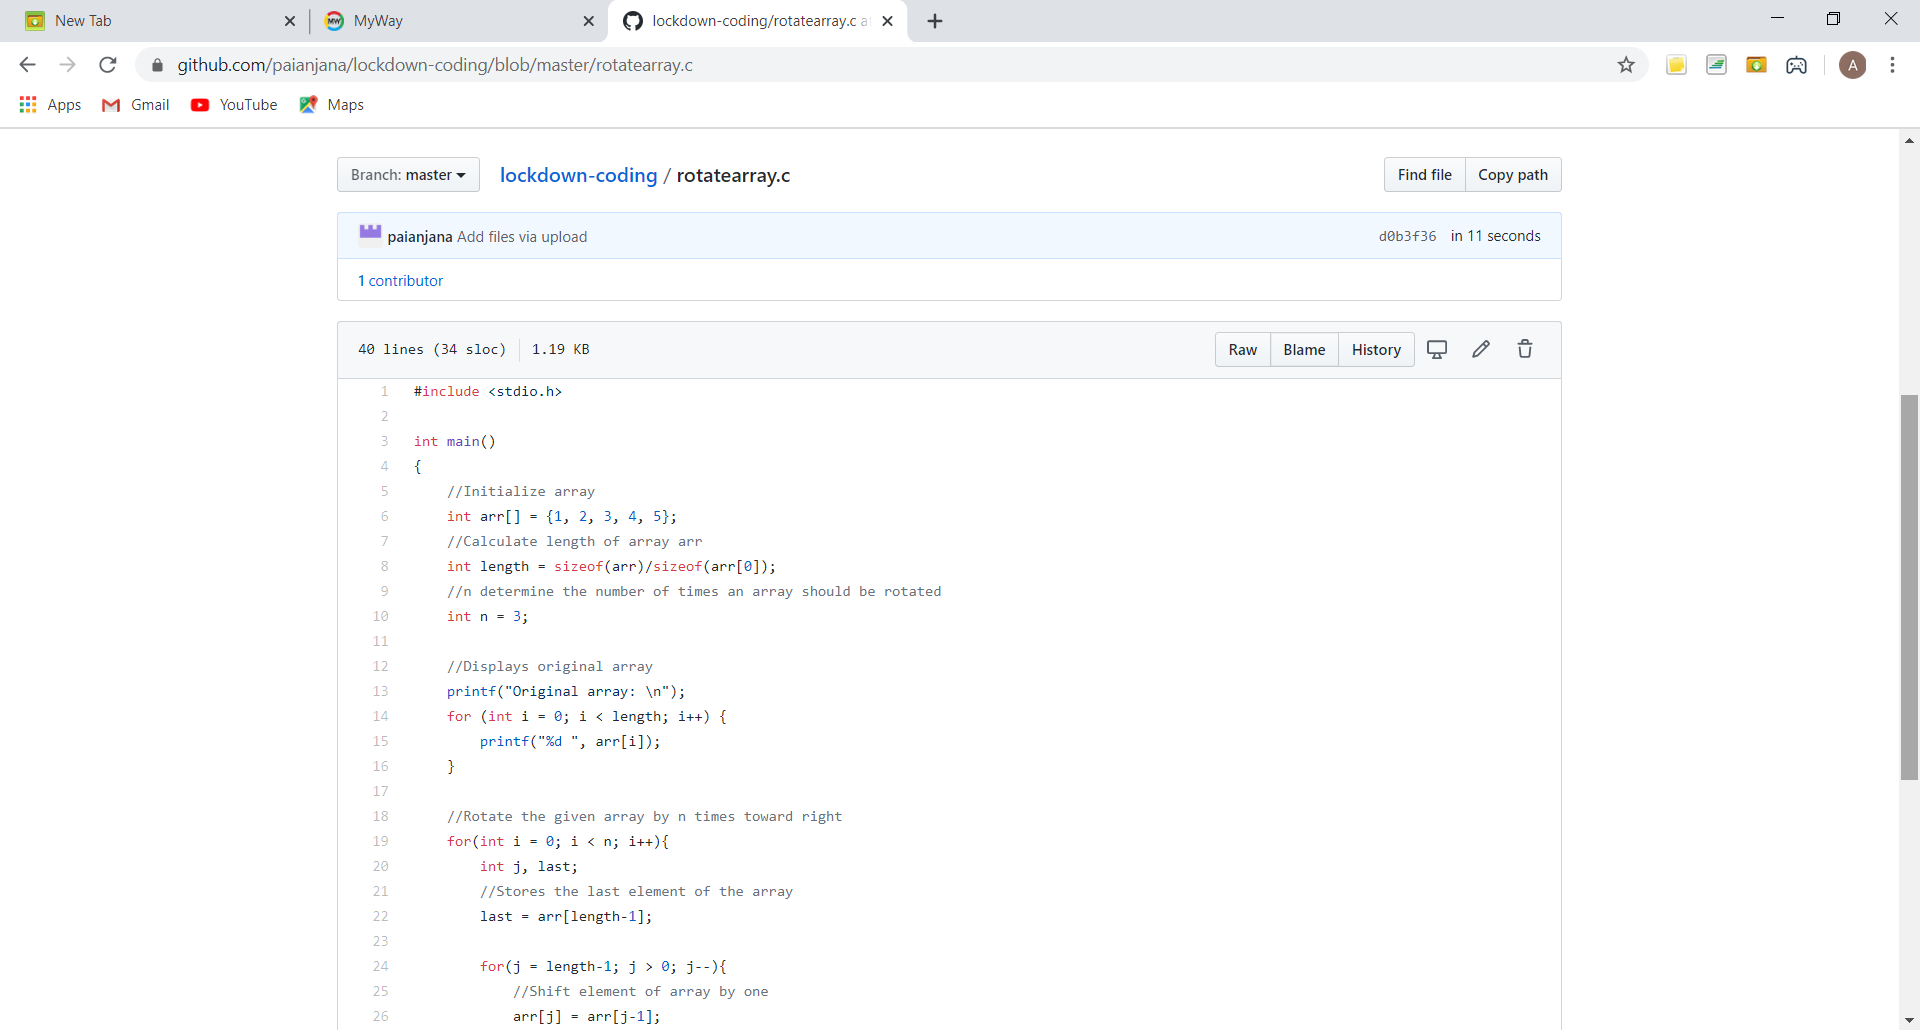 New Tab
MyWay
lockdown-coding/rotatearray.c a
github.com/paianjana/lockdown-coding/blob/master/rotatearray.c
A
Apps
Gmail
YouTube
Maps
Branch: master
lockdown-coding / rotatearray.c
Find file
Copy path
paianjana Add files via upload
d0b3f36 in 11 seconds
1 contributor
40 lines (34 sloc) 1.19 KB
Raw
Blame
History
1 #include <stdio.h>
2
3 int main()
4 {
5     //Initialize array
6     int arr[] = {1, 2, 3, 4, 5};
7     //Calculate length of array arr
8     int length = sizeof(arr)/sizeof(arr[0]);
9     //n determine the number of times an array should be rotated
10     int n = 3;
11
12     //Displays original array
13     printf("Original array: \n");
14     for (int i = 0; i < length; i++) {
15         printf("%d ", arr[i]);
16     }
17
18     //Rotate the given array by n times toward right
19     for(int i = 0; i < n; i++){
20         int j, last;
21         //Stores the last element of the array
22         last = arr[length-1];
23
24         for(j = length-1; j > 0; j--){
25             //Shift element of array by one
26             arr[j] = arr[j-1];